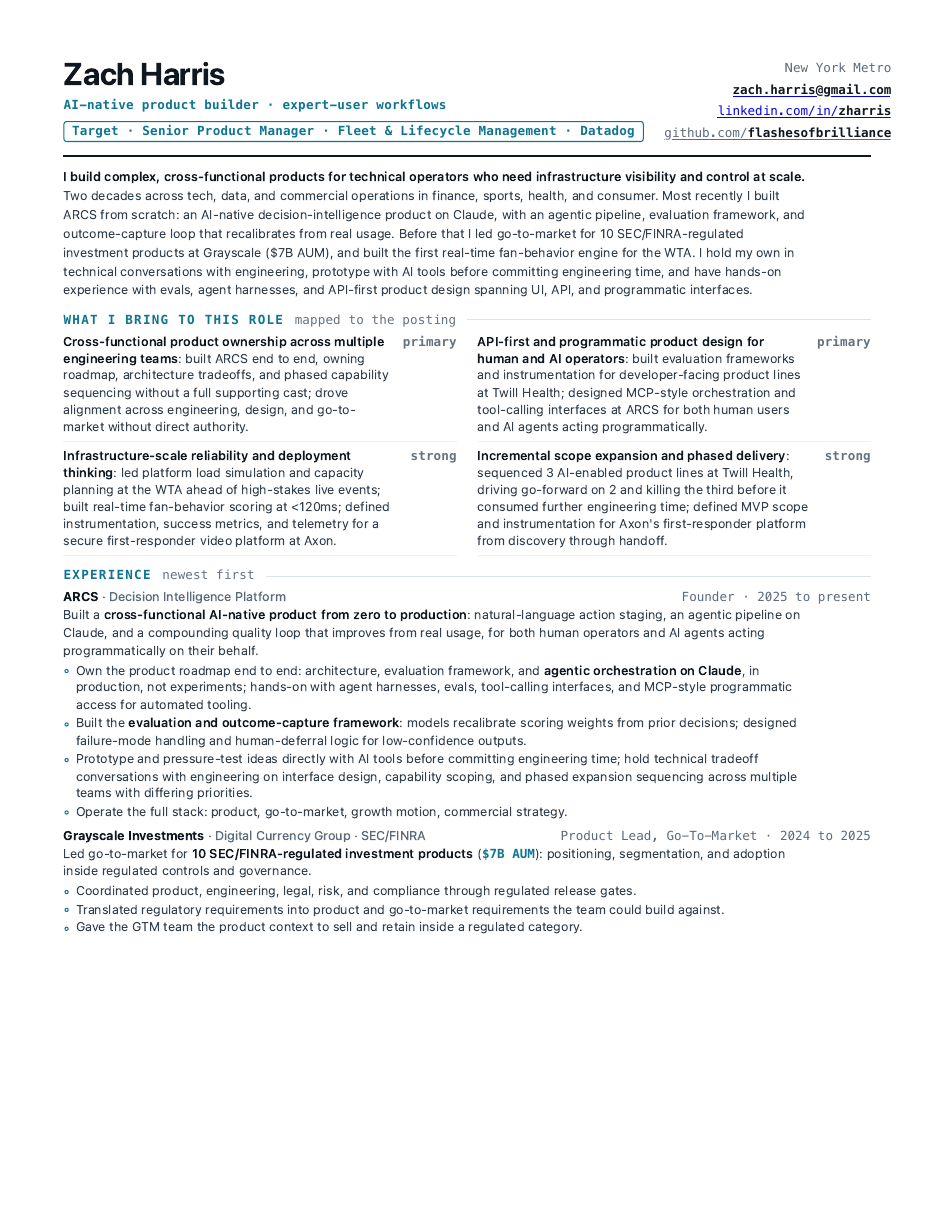 Zach Harris
New York Metro
AI-native product builder · expert-user workflows
zach.harris@gmail.com
linkedin.com/in/zharris
Target · Senior Product Manager · Fleet & Lifecycle Management · Datadog
github.com/flashesofbrilliance
I build complex, cross-functional products for technical operators who need infrastructure visibility and control at scale.
Two decades across tech, data, and commercial operations in finance, sports, health, and consumer. Most recently I built
ARCS from scratch: an AI-native decision-intelligence product on Claude, with an agentic pipeline, evaluation framework, and
outcome-capture loop that recalibrates from real usage. Before that I led go-to-market for 10 SEC/FINRA-regulated
investment products at Grayscale ($7B AUM), and built the first real-time fan-behavior engine for the WTA. I hold my own in
technical conversations with engineering, prototype with AI tools before committing engineering time, and have hands-on
experience with evals, agent harnesses, and API-first product design spanning UI, API, and programmatic interfaces.
WHAT I BRING TO THIS ROLE mapped to the posting
Cross-functional product ownership across multiple primary
engineering teams: built ARCS end to end, owning
roadmap, architecture tradeoffs, and phased capability
sequencing without a full supporting cast; drove
alignment across engineering, design, and go-to-
market without direct authority.
API-first and programmatic product design for primary
human and AI operators: built evaluation frameworks
and instrumentation for developer-facing product lines
at Twill Health; designed MCP-style orchestration and
tool-calling interfaces at ARCS for both human users
and AI agents acting programmatically.
Infrastructure-scale reliability and deployment strong
thinking: led platform load simulation and capacity
planning at the WTA ahead of high-stakes live events;
built real-time fan-behavior scoring at <120ms; defined
instrumentation, success metrics, and telemetry for a
secure first-responder video platform at Axon.
Incremental scope expansion and phased delivery: strong
sequenced 3 AI-enabled product lines at Twill Health,
driving go-forward on 2 and killing the third before it
consumed further engineering time; defined MVP scope
and instrumentation for Axon's first-responder platform
from discovery through handoff.
EXPERIENCE newest first
ARCS · Decision Intelligence Platform Founder · 2025 to present
Built a cross-functional AI-native product from zero to production: natural-language action staging, an agentic pipeline on
Claude, and a compounding quality loop that improves from real usage, for both human operators and AI agents acting
programmatically on their behalf.
∘ Own the product roadmap end to end: architecture, evaluation framework, and agentic orchestration on Claude, in
production, not experiments; hands-on with agent harnesses, evals, tool-calling interfaces, and MCP-style programmatic
access for automated tooling.
∘ Built the evaluation and outcome-capture framework: models recalibrate scoring weights from prior decisions; designed
failure-mode handling and human-deferral logic for low-confidence outputs.
∘ Prototype and pressure-test ideas directly with AI tools before committing engineering time; hold technical tradeoff
conversations with engineering on interface design, capability scoping, and phased expansion sequencing across multiple
teams with differing priorities.
∘ Operate the full stack: product, go-to-market, growth motion, commercial strategy.
Grayscale Investments · Digital Currency Group · SEC/FINRA Product Lead, Go-To-Market · 2024 to 2025
Led go-to-market for 10 SEC/FINRA-regulated investment products ($7B AUM): positioning, segmentation, and adoption
inside regulated controls and governance.
∘ Coordinated product, engineering, legal, risk, and compliance through regulated release gates.
∘ Translated regulatory requirements into product and go-to-market requirements the team could build against.
∘ Gave the GTM team the product context to sell and retain inside a regulated category.